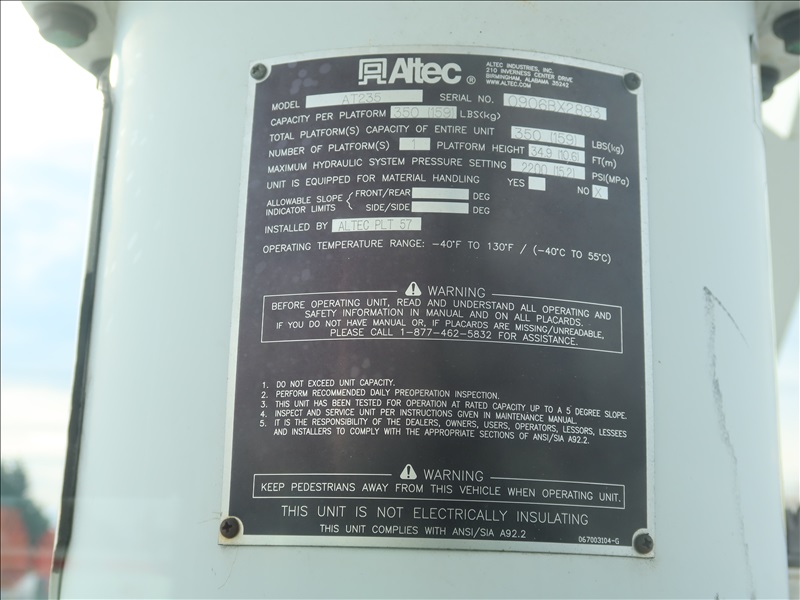 Altec ®
ALTEC INDUSTRIES, INC.
210 INVERNESS CENTER DRIVE
BIRMINGHAM, ALABAMA 35242
WWW.ALTEC.COM
MODEL AT235 SERIAL NO. 0906BX2893
CAPACITY PER PLATFORM 350 (159) LBS(kg)
TOTAL PLATFORM(S) CAPACITY OF ENTIRE UNIT 350 (159) LBS(kg)
NUMBER OF PLATFORM(S) 1 PLATFORM HEIGHT 34.9 (10.6) FT(m)
MAXIMUM HYDRAULIC SYSTEM PRESSURE SETTING 2200 (15.2) PSI(MPa)
UNIT IS EQUIPPED FOR MATERIAL HANDLING YES NO X
ALLOWABLE SLOPE INDICATOR LIMITS { FRONT/REAR DEG
SIDE/SIDE DEG
INSTALLED BY ALTEC PLT 57
OPERATING TEMPERATURE RANGE: -40°F TO 130°F / (-40°C TO 55°C)
WARNING
BEFORE OPERATING UNIT, READ AND UNDERSTAND ALL OPERATING AND
SAFETY INFORMATION IN MANUAL AND ON ALL PLACARDS.
IF YOU DO NOT HAVE MANUAL OR, IF PLACARDS ARE MISSING/UNREADABLE,
PLEASE CALL 1-877-462-5832 FOR ASSISTANCE.
1. DO NOT EXCEED UNIT CAPACITY.
2. PERFORM RECOMMENDED DAILY PREOPERATION INSPECTION.
3. THIS UNIT HAS BEEN TESTED FOR OPERATION AT RATED CAPACITY UP TO A 5 DEGREE SLOPE.
4. INSPECT AND SERVICE UNIT PER INSTRUCTIONS GIVEN IN MAINTENANCE MANUAL.
5. IT IS THE RESPONSIBILITY OF THE DEALERS, OWNERS, USERS, OPERATORS, LESSORS, LESSEES
AND INSTALLERS TO COMPLY WITH THE APPROPRIATE SECTIONS OF ANSI/SIA A92.2.
WARNING
KEEP PEDESTRIANS AWAY FROM THIS VEHICLE WHEN OPERATING UNIT.
THIS UNIT IS NOT ELECTRICALLY INSULATING
THIS UNIT COMPLIES WITH ANSI/SIA A92.2
067003104-G